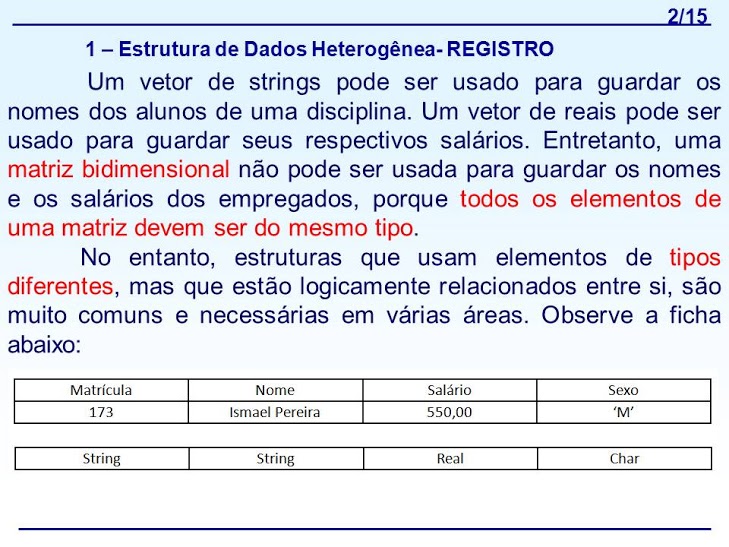 2/15
1 – Estrutura de Dados Heterogênea- REGISTRO
Um vetor de strings pode ser usado para guardar os
nomes dos alunos de uma disciplina. Um vetor de reais pode ser
usado para guardar seus respectivos salários. Entretanto, uma
matriz bidimensional não pode ser usada para guardar os nomes
e os salários dos empregados, porque todos os elementos de
uma matriz devem ser do mesmo tipo.
No entanto, estruturas que usam elementos de tipos
diferentes, mas que estão logicamente relacionados entre si, são
muito comuns e necessárias em várias áreas. Observe a ficha
abaixo:
Matrícula Nome Salário Sexo
173 Ismael Pereira 550,00 ‘M’
String String Real Char